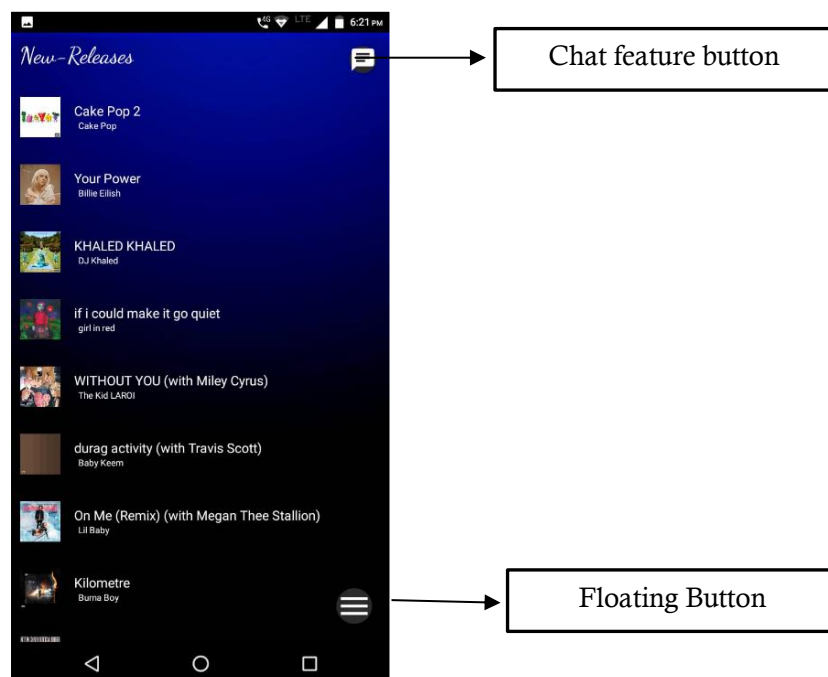 4G LTE 6:21 PM
New-Releases
Chat feature button
Cake Pop 2
Cake Pop
Your Power
Billie Eilish
KHALED KHALED
DJ Khaled
if i could make it go quiet
girl in red
WITHOUT YOU (with Miley Cyrus)
The Kid LAROI
durag activity (with Travis Scott)
Baby Keem
On Me (Remix) (with Megan Thee Stallion)
Lil Baby
Kilometre
Burna Boy
Floating Button